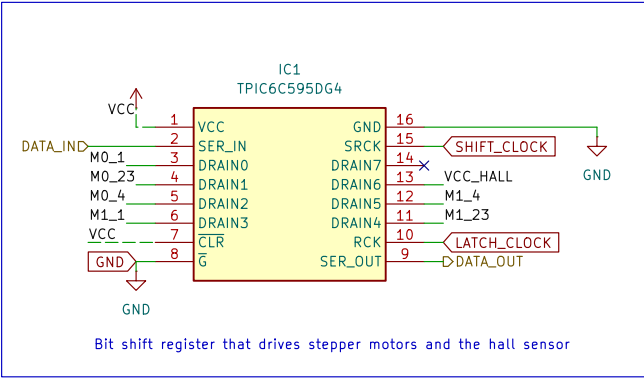 IC1
TPIC6C595DG4
VCC
1 VCC GND 16
DATA_IN 2 SER_IN SRCK 15 SHIFT_CLOCK
M0_1 3 DRAIN0 DRAIN7 14
M0_23 4 DRAIN1 DRAIN6 13 VCC_HALL
M0_4 5 DRAIN2 DRAIN5 12 M1_4
M1_1 6 DRAIN3 DRAIN4 11 M1_23
VCC 7 CLR RCK 10 LATCH_CLOCK
GND 8 G SER_OUT 9 DATA_OUT
GND
GND
Bit shift register that drives stepper motors and the hall sensor